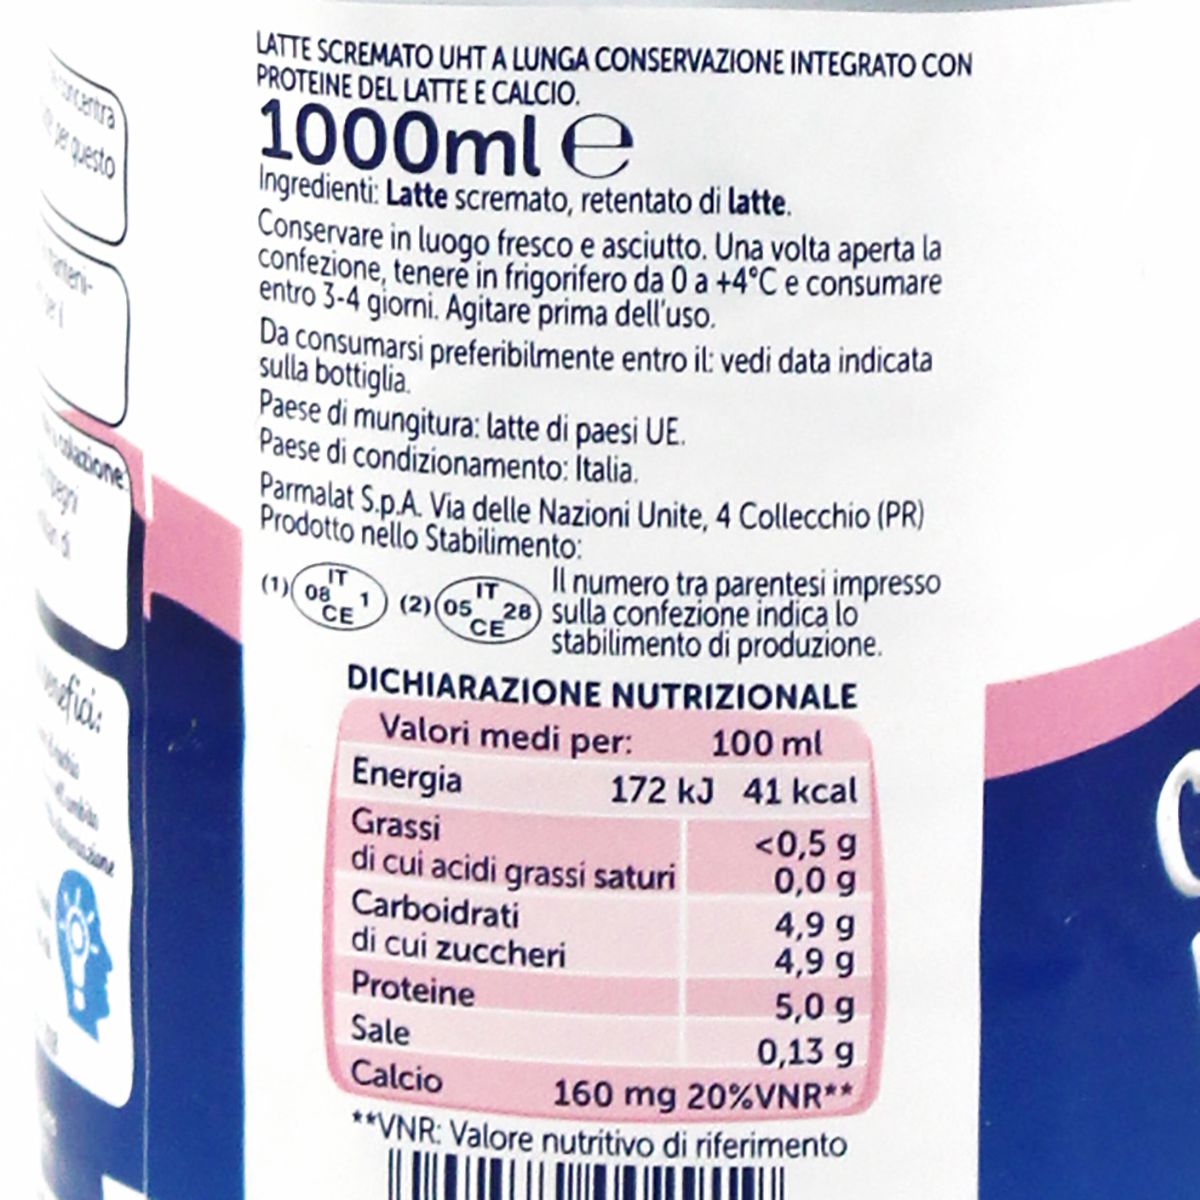 LATTE SCREMATO UHT A LUNGA CONSERVAZIONE INTEGRATO CON
PROTEINE DEL LATTE E CALCIO.
1000ml ℮
Ingredienti: Latte scremato, retentato di latte.
Conservare in luogo fresco e asciutto. Una volta aperta la
confezione, tenere in frigorifero da 0 a +4°C e consumare
entro 3-4 giorni. Agitare prima dell'uso.
Da consumarsi preferibilmente entro il: vedi data indicata
sulla bottiglia.
Paese di mungitura: latte di paesi UE.
Paese di condizionamento: Italia.
Parmalat S.p.A. Via delle Nazioni Unite, 4 Collecchio (PR)
Prodotto nello Stabilimento:
(1) IT 08 1 CE (2) IT 05 28 CE
Il numero tra parentesi impresso
sulla confezione indica lo
stabilimento di produzione.
DICHIARAZIONE NUTRIZIONALE
Valori medi per: 100 ml
Energia 172 kJ 41 kcal
Grassi <0,5 g
di cui acidi grassi saturi 0,0 g
Carboidrati 4,9 g
di cui zuccheri 4,9 g
Proteine 5,0 g
Sale 0,13 g
Calcio 160 mg 20%VNR**
**VNR: Valore nutritivo di riferimento
concentra
per questo
colazione